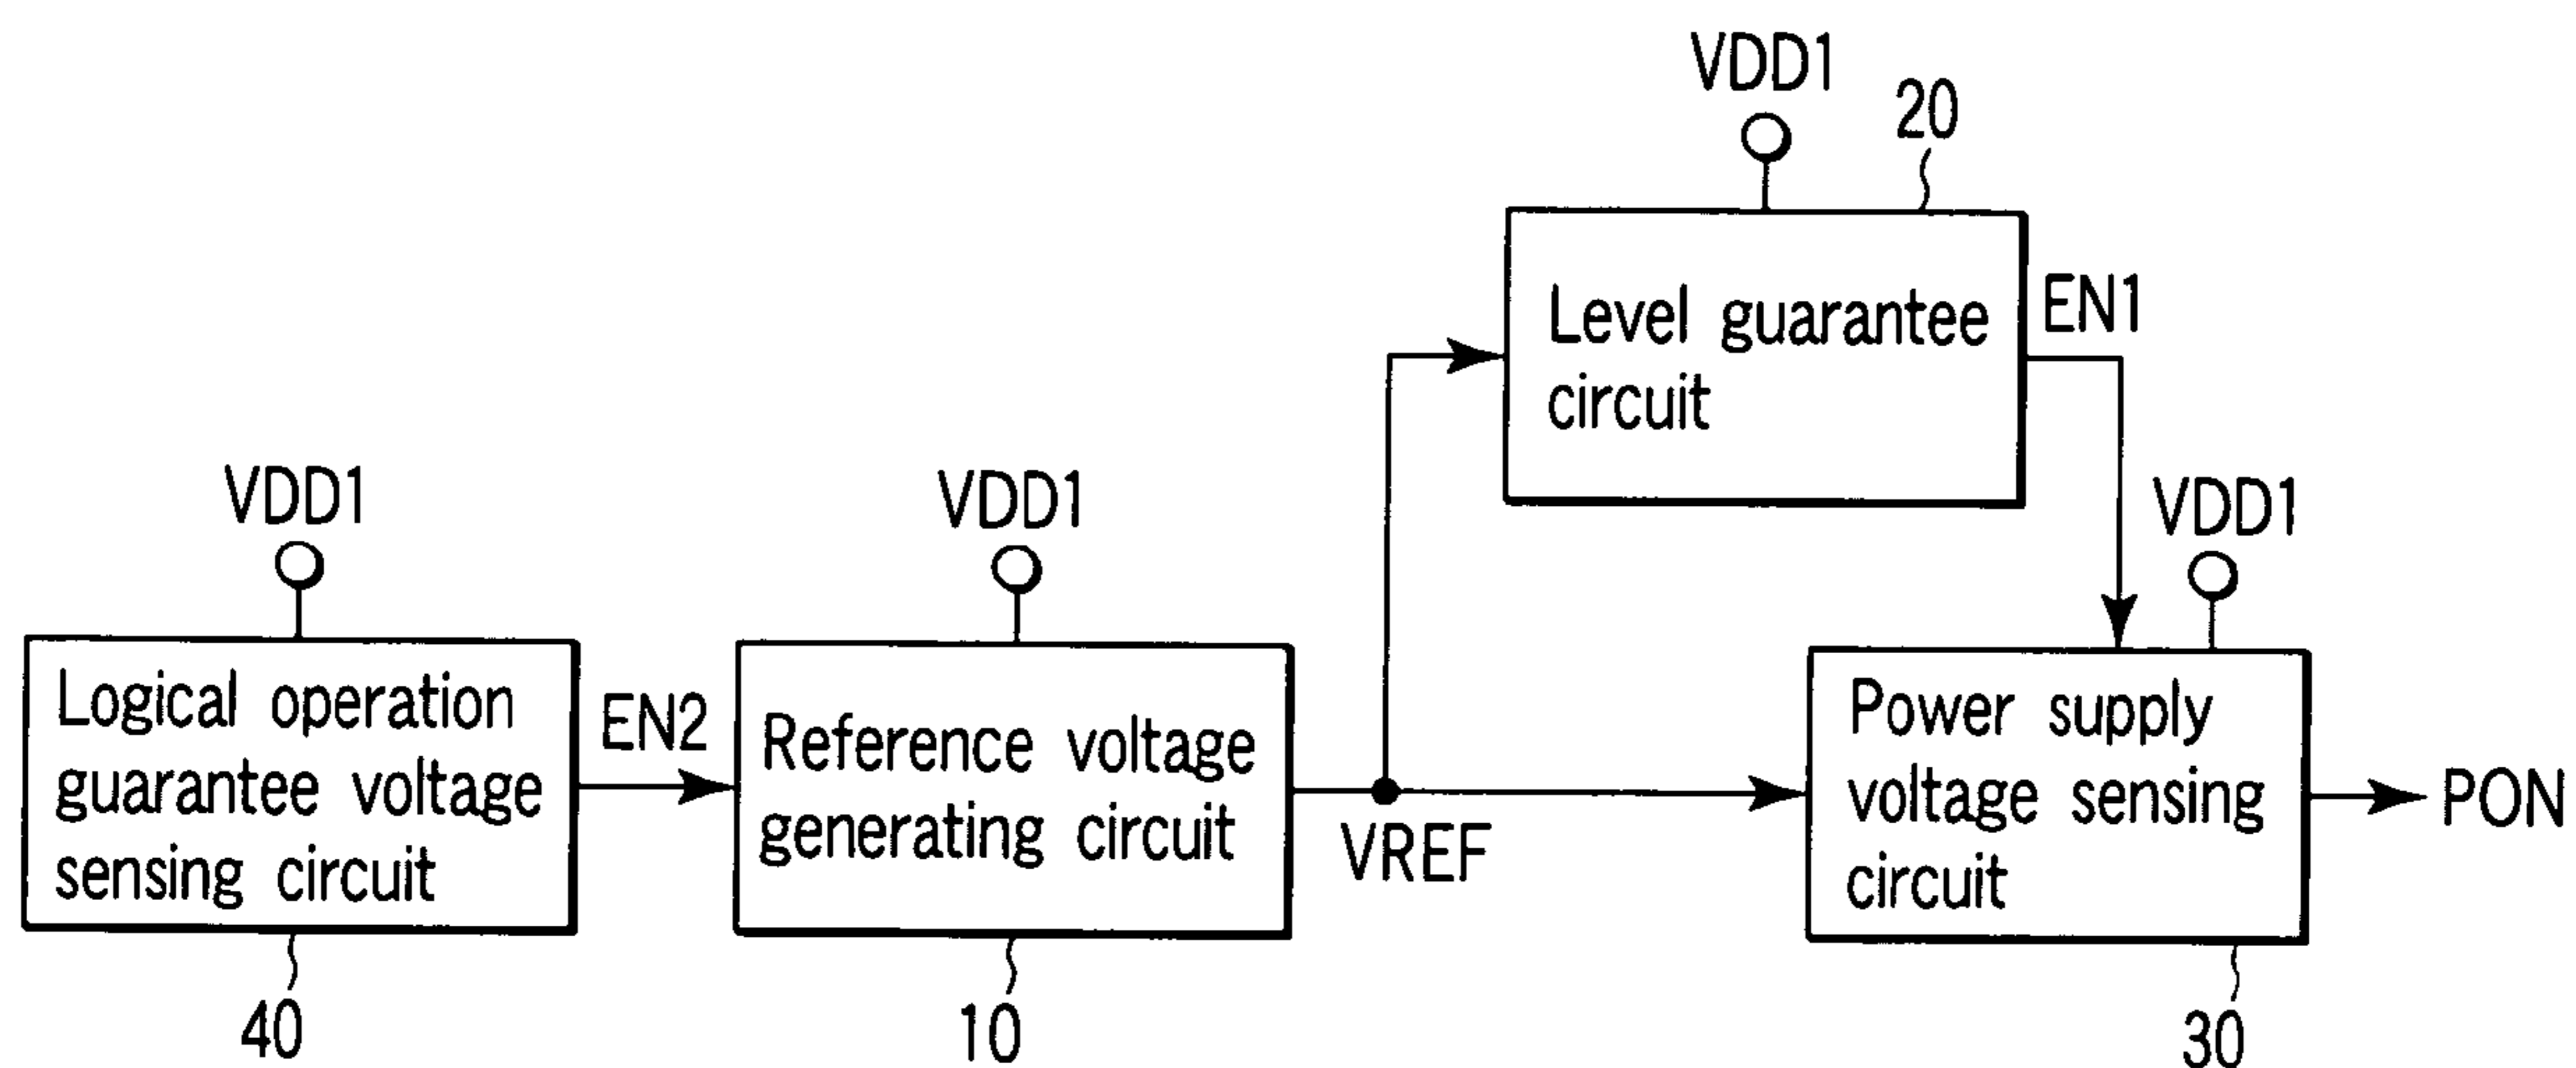 VDD1
20
Level guarantee
circuit
EN1
VDD1
VDD1
VDD1
Logical operation
guarantee voltage
sensing circuit
EN2
Reference voltage
generating circuit
VREF
Power supply
voltage sensing
circuit
PON
40
10
30